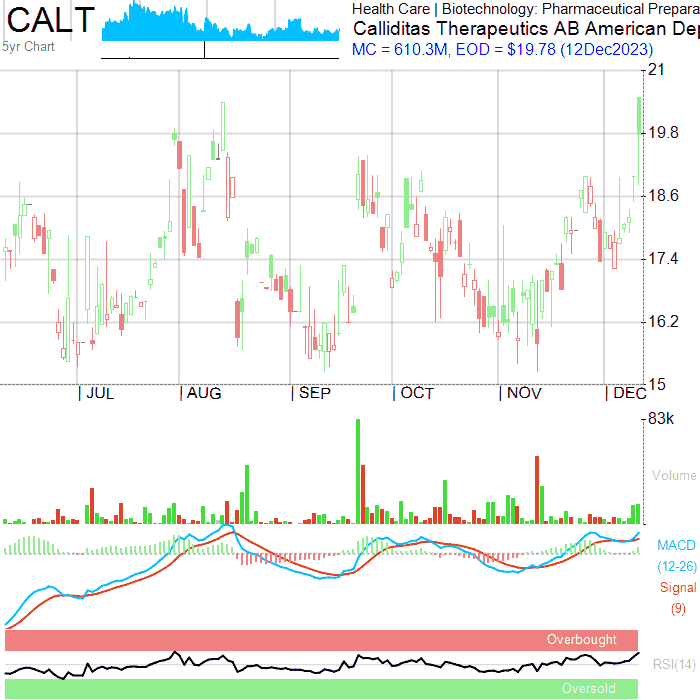 CALT
5yr Chart
Health Care | Biotechnology: Pharmaceutical Prepara
Calliditas Therapeutics AB American Dep
MC = 610.3M, EOD = $19.78 (12Dec2023)
21
19.8
18.6
17.4
16.2
15
| JUL | AUG | SEP | OCT | NOV | DEC
83k
Volume
MACD
(12-26)
Signal
(9)
Overbought
RSI(14)
Oversold